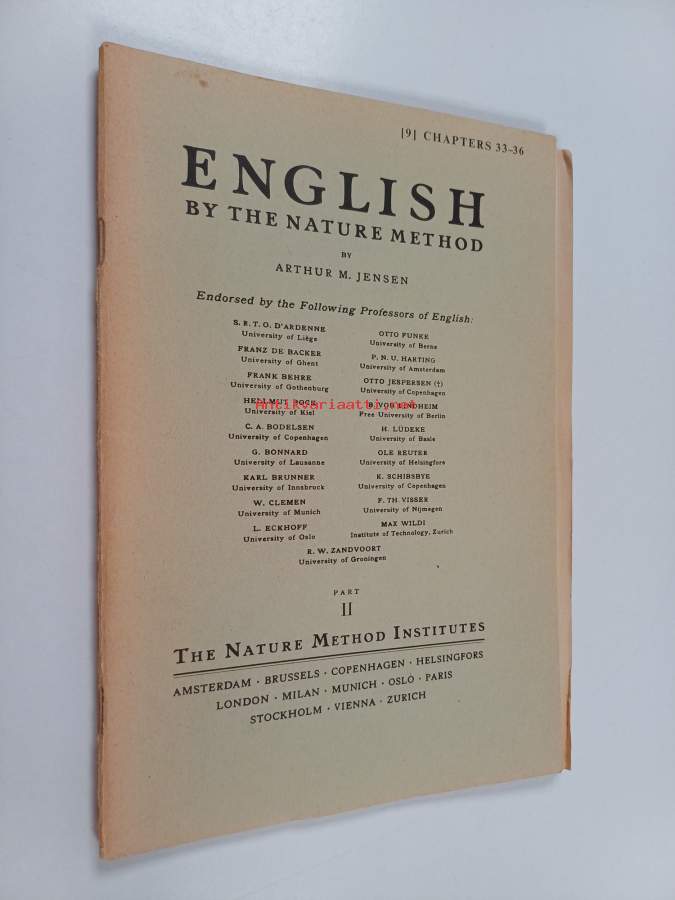 [9] CHAPTERS 33-36
ENGLISH
BY THE NATURE METHOD
BY
ARTHUR M. JENSEN
Endorsed by the Following Professors of English:
S. R. T. O. D'ARDENNE
University of Liège
FRANZ DE BACKER
University of Ghent
FRANK BEHRE
University of Gothenburg
HELLMUT BOCK
University of Kiel
C. A. BODELSEN
University of Copenhagen
G. BONNARD
University of Lausanne
KARL BRUNNER
University of Innsbruck
W. CLEMEN
University of Munich
L. ECKHOFF
University of Oslo
OTTO FUNKE
University of Berne
P. N. U. HARTING
University of Amsterdam
OTTO JESPERSEN (†)
University of Copenhagen
B. VON LINDHEIM
Free University of Berlin
H. LÜDEKE
University of Basle
OLE REUTER
University of Helsingfors
K. SCHIBSBYE
University of Copenhagen
F. TH. VISSER
University of Nijmegen
MAX WILDI
Institute of Technology, Zurich
R. W. ZANDVOORT
University of Groningen
Antikvariaatti.net
PART
II
THE NATURE METHOD INSTITUTES
AMSTERDAM · BRUSSELS · COPENHAGEN · HELSINGFORS
LONDON · MILAN · MUNICH · OSLO · PARIS
STOCKHOLM · VIENNA · ZURICH